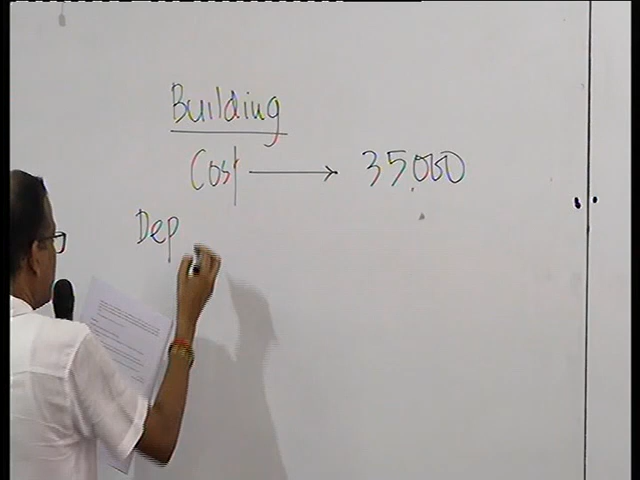 Building
Cost → 35,000
Dep